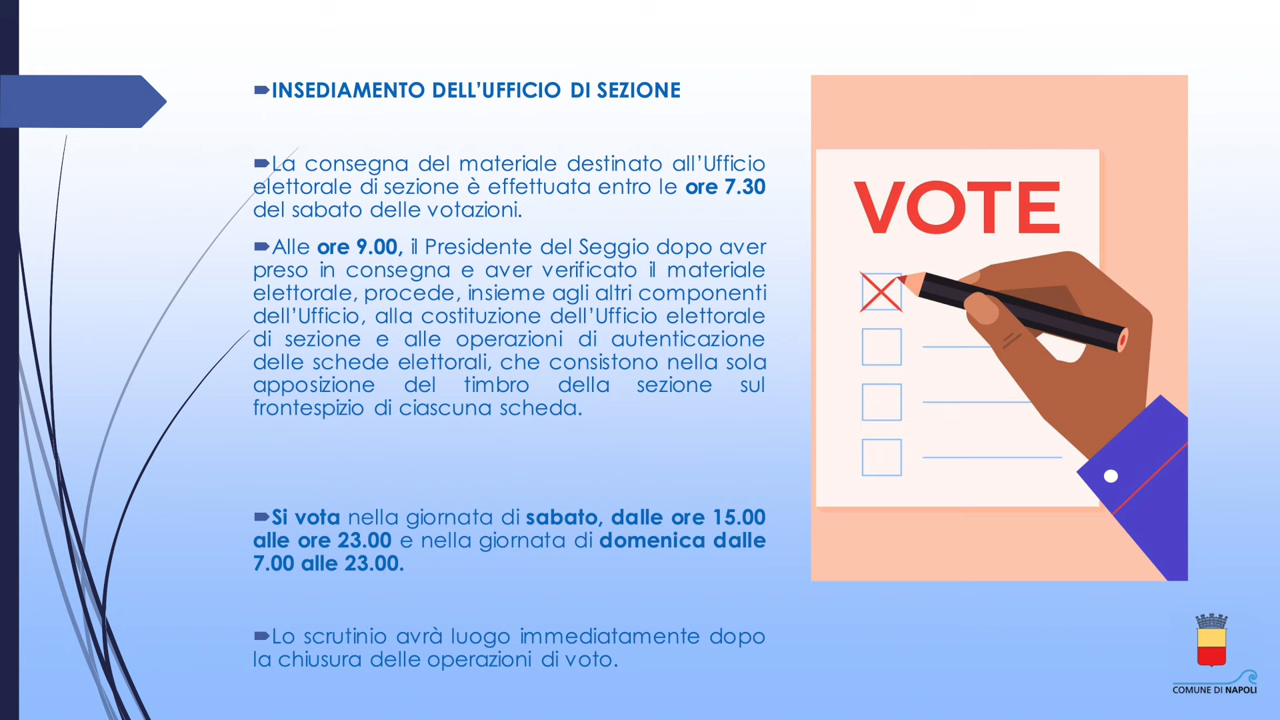 INSEDIAMENTO DELL’UFFICIO DI SEZIONE
La consegna del materiale destinato all’Ufficio
elettorale di sezione è effettuata entro le ore 7.30
del sabato delle votazioni.
Alle ore 9.00, il Presidente del Seggio dopo aver
preso in consegna e aver verificato il materiale
elettorale, procede, insieme agli altri componenti
dell’Ufficio, alla costituzione dell’Ufficio elettorale
di sezione e alle operazioni di autenticazione
delle schede elettorali, che consistono nella sola
apposizione del timbro della sezione sul
frontespizio di ciascuna scheda.
Si vota nella giornata di sabato, dalle ore 15.00
alle ore 23.00 e nella giornata di domenica dalle
7.00 alle 23.00.
Lo scrutinio avrà luogo immediatamente dopo
la chiusura delle operazioni di voto.
VOTE
COMUNE DI NAPOLI